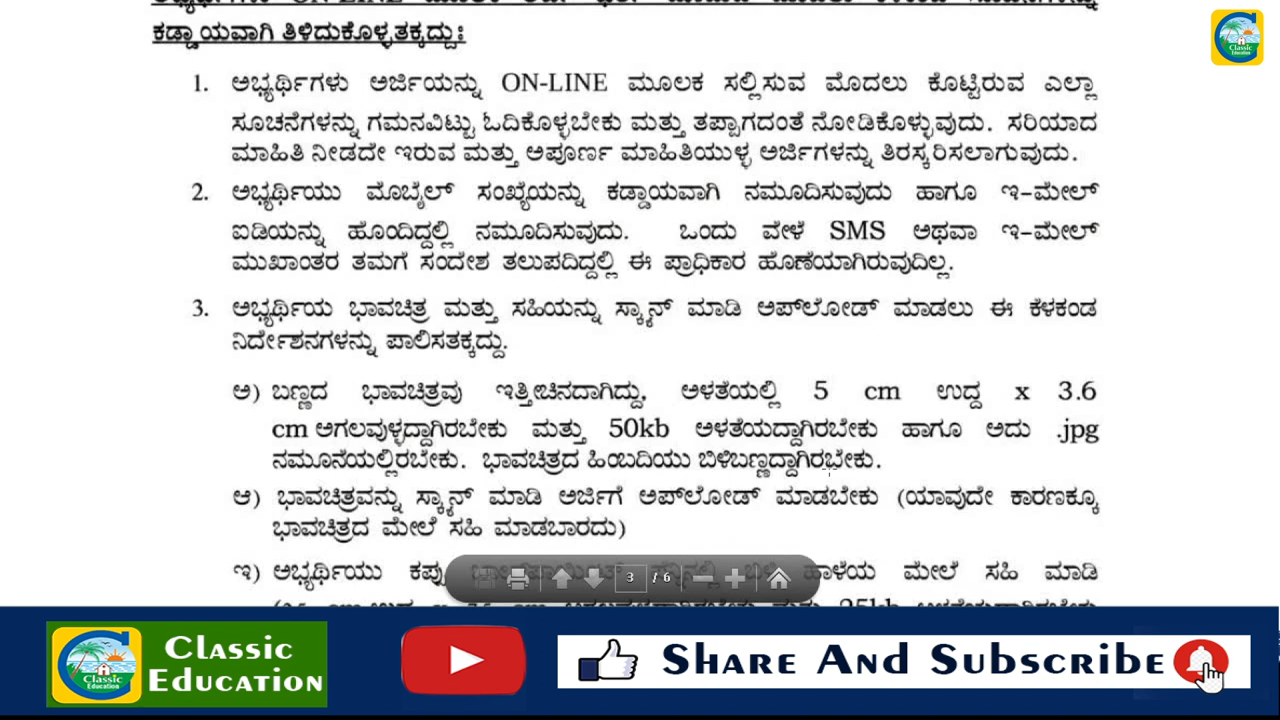 ಕಡ್ಡಾಯವಾಗಿ ತಿಳಿದುಕೊಳ್ಳತಕ್ಕದ್ದುಃ
Classic
Education
1. ಅಭ್ಯರ್ಥಿಗಳು ಅರ್ಜಿಯನ್ನು ON-LINE ಮೂಲಕ ಸಲ್ಲಿಸುವ ಮೊದಲು ಕೊಟ್ಟಿರುವ ಎಲ್ಲಾ
ಸೂಚನೆಗಳನ್ನು ಗಮನವಿಟ್ಟು ಓದಿಕೊಳ್ಳಬೇಕು ಮತ್ತು ತಪ್ಪಾಗದಂತೆ ನೋಡಿಕೊಳ್ಳುವುದು. ಸರಿಯಾದ
ಮಾಹಿತಿ ನೀಡದೇ ಇರುವ ಮತ್ತು ಅಪೂರ್ಣ ಮಾಹಿತಿಯುಳ್ಳ ಅರ್ಜಿಗಳನ್ನು ತಿರಸ್ಕರಿಸಲಾಗುವುದು.
2. ಅಭ್ಯರ್ಥಿಯು ಮೊಬೈಲ್ ಸಂಖ್ಯೆಯನ್ನು ಕಡ್ಡಾಯವಾಗಿ ನಮೂದಿಸುವುದು ಹಾಗೂ ಇ-ಮೇಲ್
ಐಡಿಯನ್ನು ಹೊಂದಿದ್ದಲ್ಲಿ ನಮೂದಿಸುವುದು. ಒಂದು ವೇಳೆ SMS ಅಥವಾ ಇ-ಮೇಲ್
ಮುಖಾಂತರ ತಮಗೆ ಸಂದೇಶ ತಲುಪದಿದ್ದಲ್ಲಿ ಈ ಪ್ರಾಧಿಕಾರ ಹೊಣೆಯಾಗಿರುವುದಿಲ್ಲ.
3. ಅಭ್ಯರ್ಥಿಯ ಭಾವಚಿತ್ರ ಮತ್ತು ಸಹಿಯನ್ನು ಸ್ಕ್ಯಾನ್ ಮಾಡಿ ಅಪ್‌ಲೋಡ್ ಮಾಡಲು ಈ ಕೆಳಕಂಡ
ನಿರ್ದೇಶನಗಳನ್ನು ಪಾಲಿಸತಕ್ಕದ್ದು.
ಅ) ಬಣ್ಣದ ಭಾವಚಿತ್ರವು ಇತ್ತೀಚಿನದಾಗಿದ್ದು, ಅಳತೆಯಲ್ಲಿ 5 cm ಉದ್ದ x 3.6
cm ಅಗಲವುಳ್ಳದ್ದಾಗಿರಬೇಕು ಮತ್ತು 50kb ಅಳತೆಯದ್ದಾಗಿರಬೇಕು ಹಾಗೂ ಅದು .jpg
ನಮೂನೆಯಲ್ಲಿರಬೇಕು. ಭಾವಚಿತ್ರದ ಹಿಂಬದಿಯು ಬಿಳಿಬಣ್ಣದ್ದಾಗಿರಬೇಕು.
ಆ) ಭಾವಚಿತ್ರವನ್ನು ಸ್ಕ್ಯಾನ್ ಮಾಡಿ ಅರ್ಜಿಗೆ ಅಪ್‌ಲೋಡ್ ಮಾಡಬೇಕು (ಯಾವುದೇ ಕಾರಣಕ್ಕೂ
ಭಾವಚಿತ್ರದ ಮೇಲೆ ಸಹಿ ಮಾಡಬಾರದು)
ಇ) ಅಭ್ಯರ್ಥಿಯು ಕಪ್ಪು ಹಾಳೆಯ ಮೇಲೆ ಸಹಿ ಮಾಡಿ
3 / 6
Classic
Education
Classic
Education
Share And Subscribe